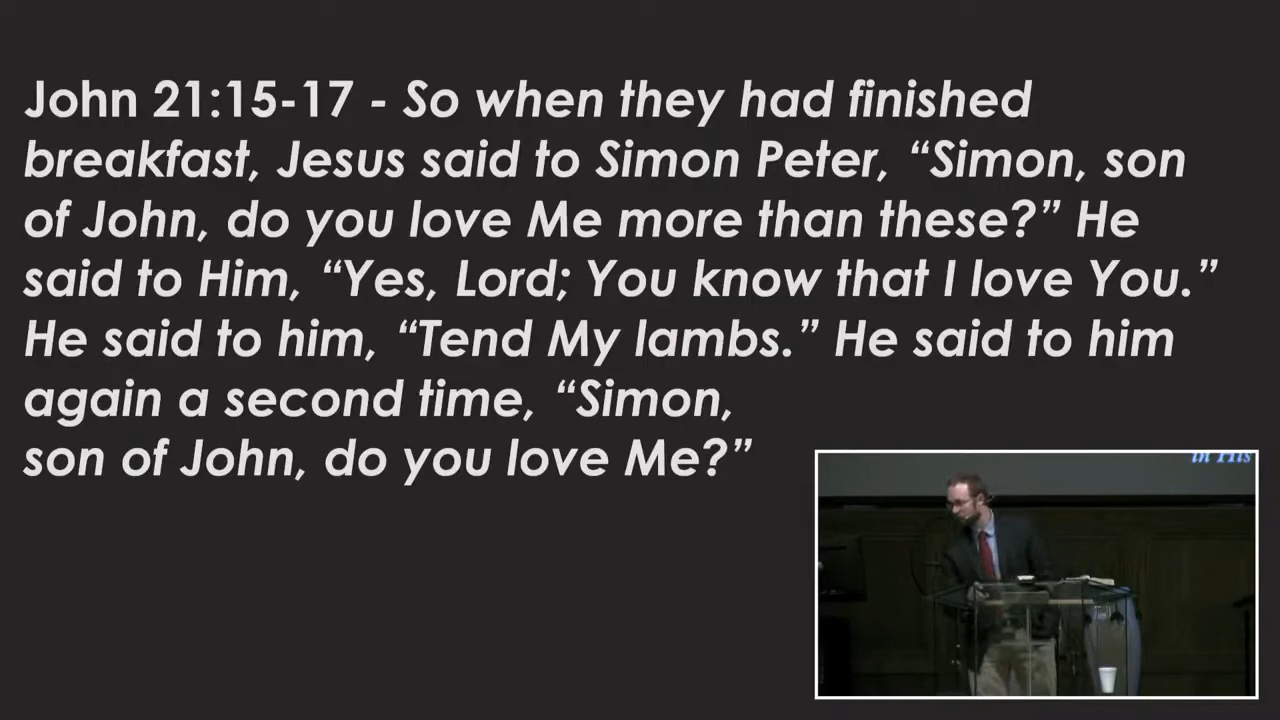 John 21:15-17 - So when they had finished
breakfast, Jesus said to Simon Peter, “Simon, son
of John, do you love Me more than these?” He
said to Him, “Yes, Lord; You know that I love You.”
He said to him, “Tend My lambs.” He said to him
again a second time, “Simon,
son of John, do you love Me?”
in His